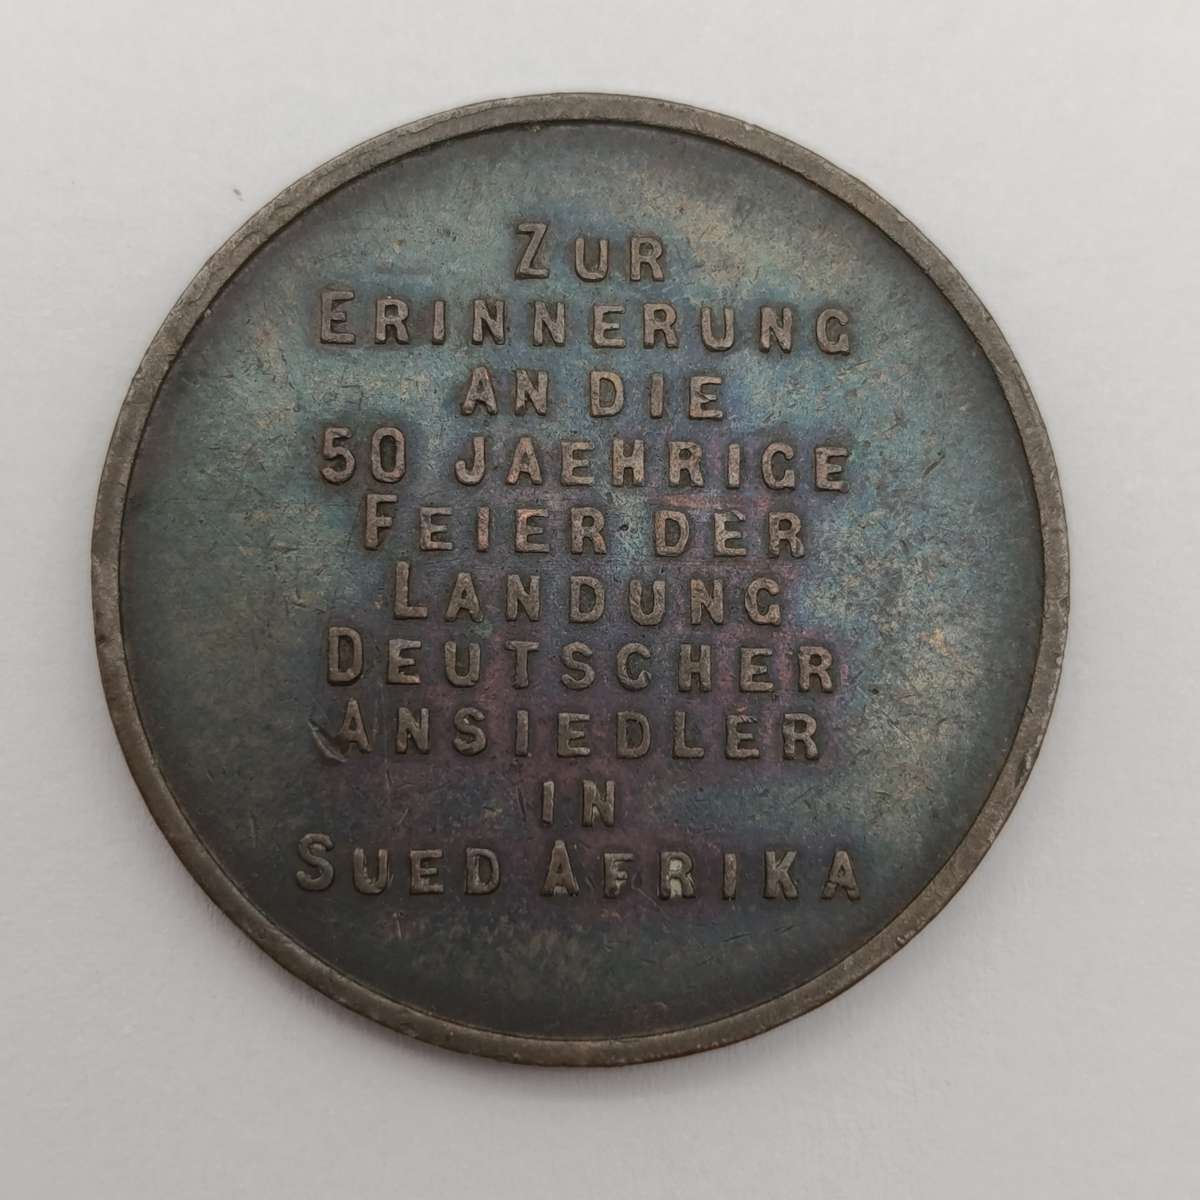 ZUR
ERINNERUNG
AN DIE
50 JAEHRIGE
FEIER DER
LANDUNG
DEUTSCHER
ANSIEDLER
IN
SUED AFRIKA